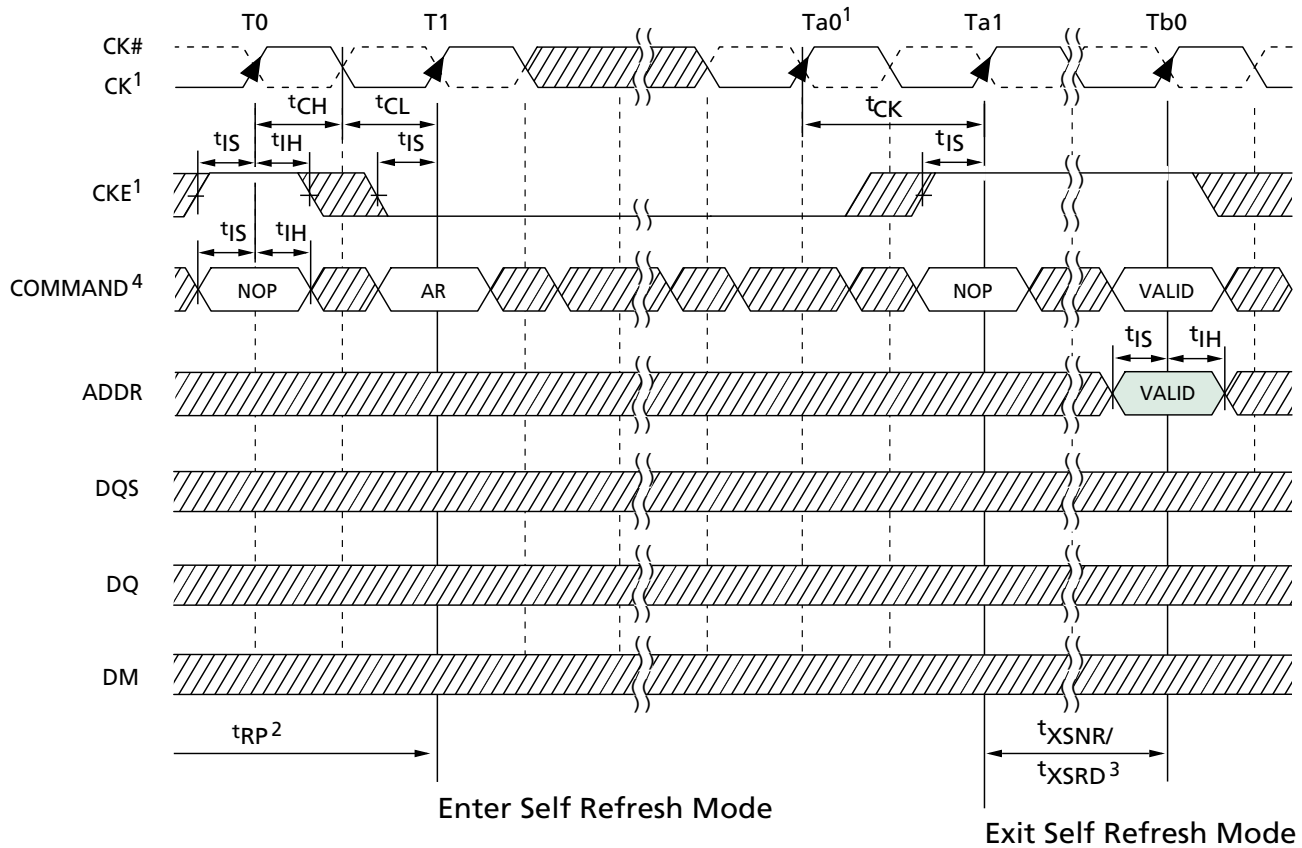 T0 T1 Ta0¹ Ta1 Tb0
CK#
CK¹
tCH tCL tCK
tIS tIH tIS tIS
CKE¹
tIS tIH
COMMAND⁴ NOP AR NOP VALID
tIS tIH
ADDR VALID
DQS
DQ
DM
tRP² tXSNR/
tXSRD³
Enter Self Refresh Mode
Exit Self Refresh Mode